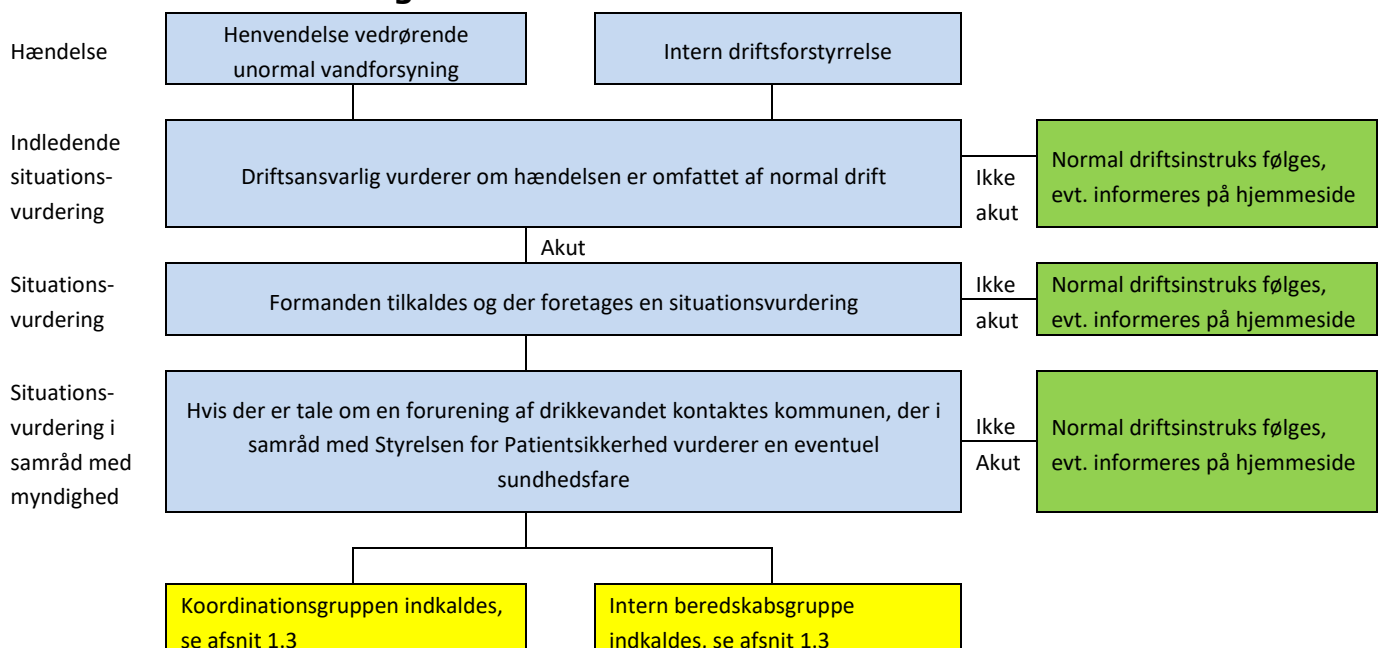 Hændelse
Henvendelse vedrørende
unormal vandforsyning
Intern driftsforstyrrelse
Indledende
situations-
vurdering
Driftsansvarlig vurderer om hændelsen er omfattet af normal drift
Ikke
akut
Normal driftsinstruks følges,
evt. informeres på hjemmeside
Akut
Situations-
vurdering
Formanden tilkaldes og der foretages en situationsvurdering
Ikke
akut
Normal driftsinstruks følges,
evt. informeres på hjemmeside
Situations-
vurdering i
samråd med
myndighed
Hvis der er tale om en forurening af drikkevandet kontaktes kommunen, der i
samråd med Styrelsen for Patientsikkerhed vurderer en eventuel
sundhedsfare
Ikke
Akut
Normal driftsinstruks følges,
evt. informeres på hjemmeside
Koordinationsgruppen indkaldes,
se afsnit 1.3
Intern beredskabsgruppe
indkaldes, se afsnit 1.3